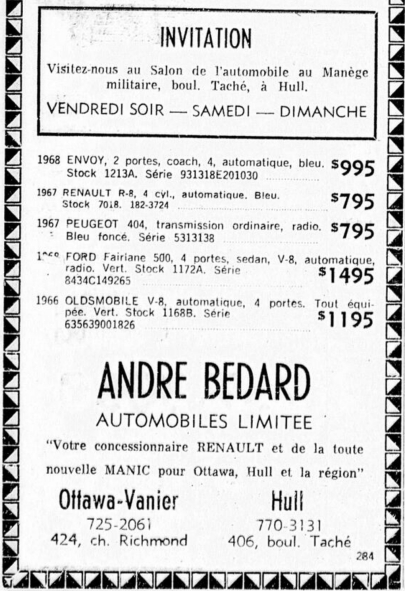 INVITATION
Visitez-nous au Salon de l'automobile au Manège
militaire, boul. Taché, à Hull.
VENDREDI SOIR — SAMEDI — DIMANCHE
1968 ENVOY, 2 portes, coach, 4, automatique, bleu.
Stock 1213A. Série 931318E201030 $995
1967 RENAULT R-8, 4 cyl., automatique. Bleu.
Stock 7018. 182-3724 $795
1967 PEUGEOT 404, transmission ordinaire, radio.
Bleu foncé. Série 5313138 $795
FORD Fairlane 500, 4 portes, sedan, V-8, automatique,
radio. Vert. Stock 1172A. Série
8434C149265 $1495
1966 OLDSMOBILE V-8, automatique, 4 portes. Tout équi-
pée. Vert. Stock 1168B. Série
635639001826 $1195
ANDRE BEDARD
AUTOMOBILES LIMITEE
"Votre concessionnaire RENAULT et de la toute
nouvelle MANIC pour Ottawa, Hull et la région"
Ottawa-Vanier Hull
725-2061 770-3131
424, ch. Richmond 406, boul. Taché
284